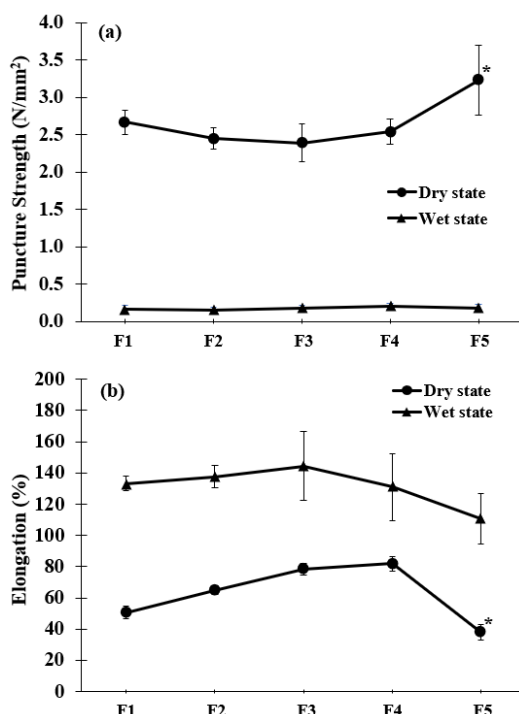 (a)
Puncture Strength (N/mm²)
4.0
3.5
3.0
2.5
2.0
1.5
1.0
0.5
0.0
*
Dry state
Wet state
F1 F2 F3 F4 F5
(b)
Elongation (%)
200
180
160
140
120
100
80
60
40
20
0
Dry state
Wet state
*
F1 F2 F3 F4 F5